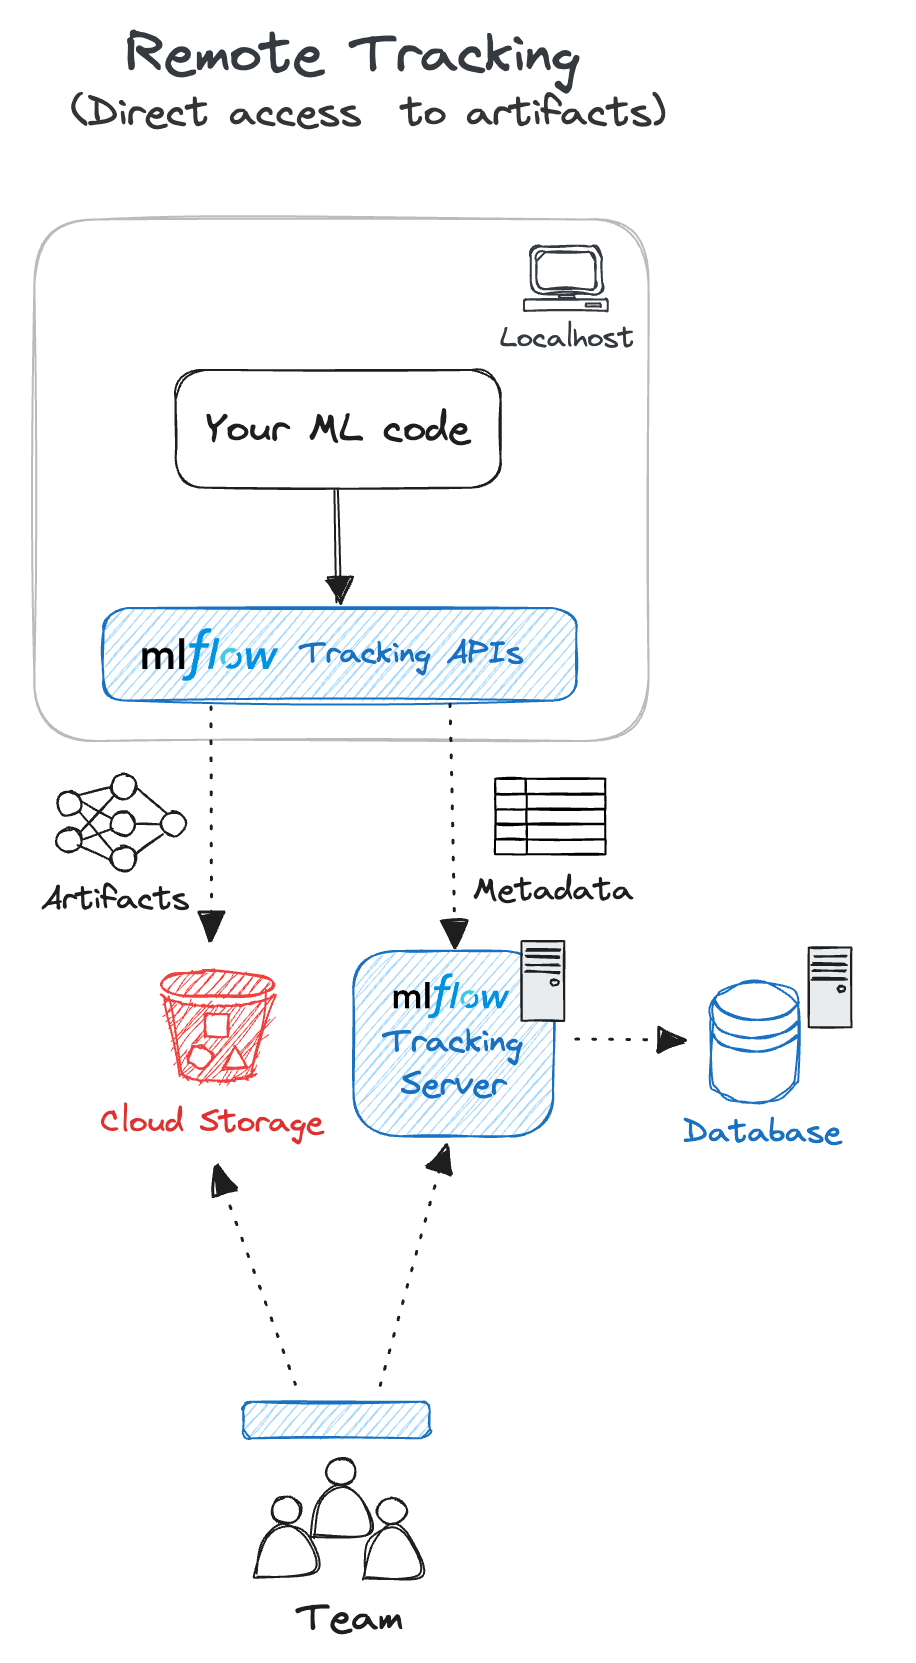 Remote Tracking
(Direct access to artifacts)
Localhost
Your ML code
mlflow Tracking APIs
Artifacts
Metadata
mlflow
Tracking
Server
Cloud Storage
Database
Team